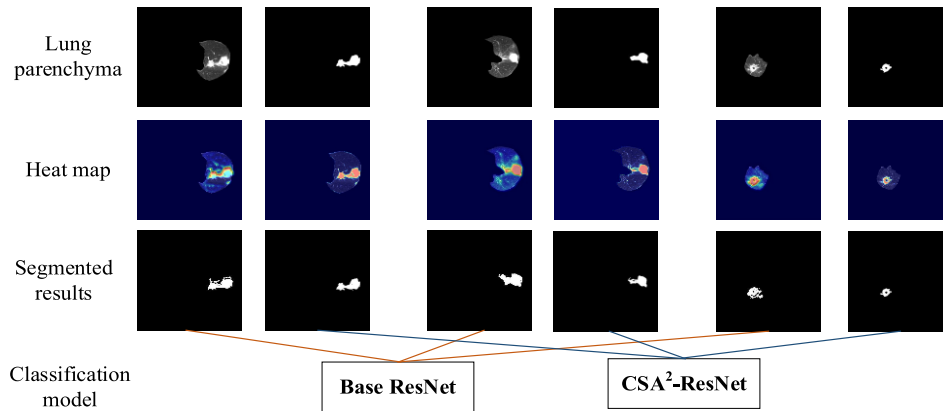 Lung
parenchyma
Heat map
Segmented
results
Classification
model
Base ResNet
CSA²-ResNet